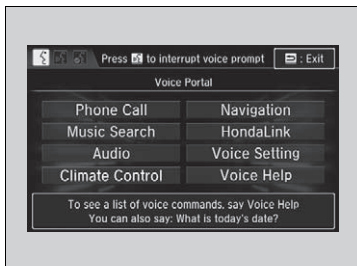 Press to interrupt voice prompt
: Exit
Voice Portal
Phone Call
Navigation
Music Search
HondaLink
Audio
Voice Setting
Climate Control
Voice Help
To see a list of voice commands, say Voice Help
You can also say: What is today's date?